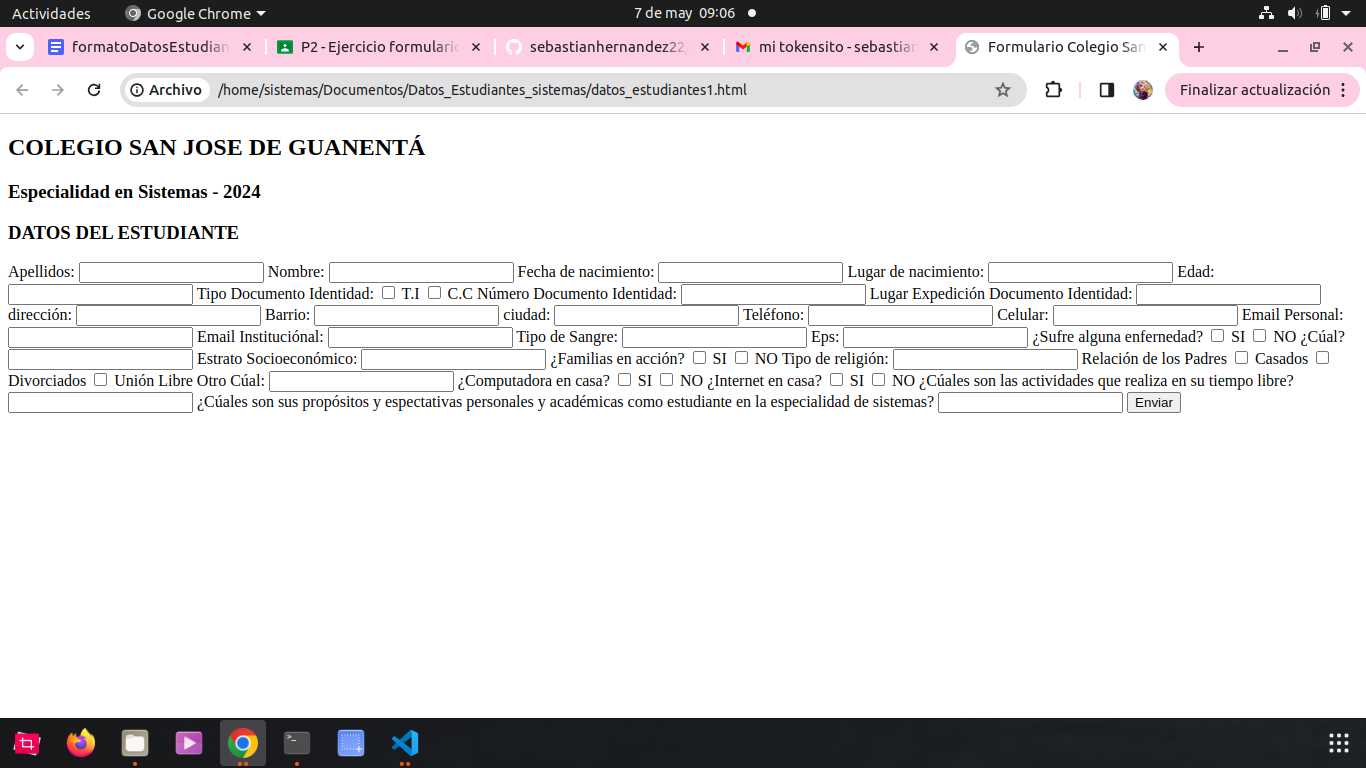 Actividades Google Chrome 7 de may 09:06
formatoDatosEstudian P2 - Ejercicio formulario sebastianhernandez22/ mi tokensito - sebastian Formulario Colegio San
Archivo /home/sistemas/Documentos/Datos_Estudiantes_sistemas/datos_estudiantes1.html Finalizar actualización
COLEGIO SAN JOSE DE GUANENTÁ
Especialidad en Sistemas - 2024
DATOS DEL ESTUDIANTE
Apellidos: Nombre: Fecha de nacimiento: Lugar de nacimiento: Edad:
Tipo Documento Identidad: T.I C.C Número Documento Identidad: Lugar Expedición Documento Identidad:
dirección: Barrio: ciudad: Teléfono: Celular: Email Personal:
Email Instituciónal: Tipo de Sangre: Eps: ¿Sufre alguna enfernedad? SI NO ¿Cúal?
Estrato Socioeconómico: ¿Familias en acción? SI NO Tipo de religión: Relación de los Padres Casados
Divorciados Unión Libre Otro Cúal: ¿Computadora en casa? SI NO ¿Internet en casa? SI NO ¿Cúales son las actividades que realiza en su tiempo libre?
¿Cúales son sus propósitos y espectativas personales y académicas como estudiante en la especialidad de sistemas? Enviar